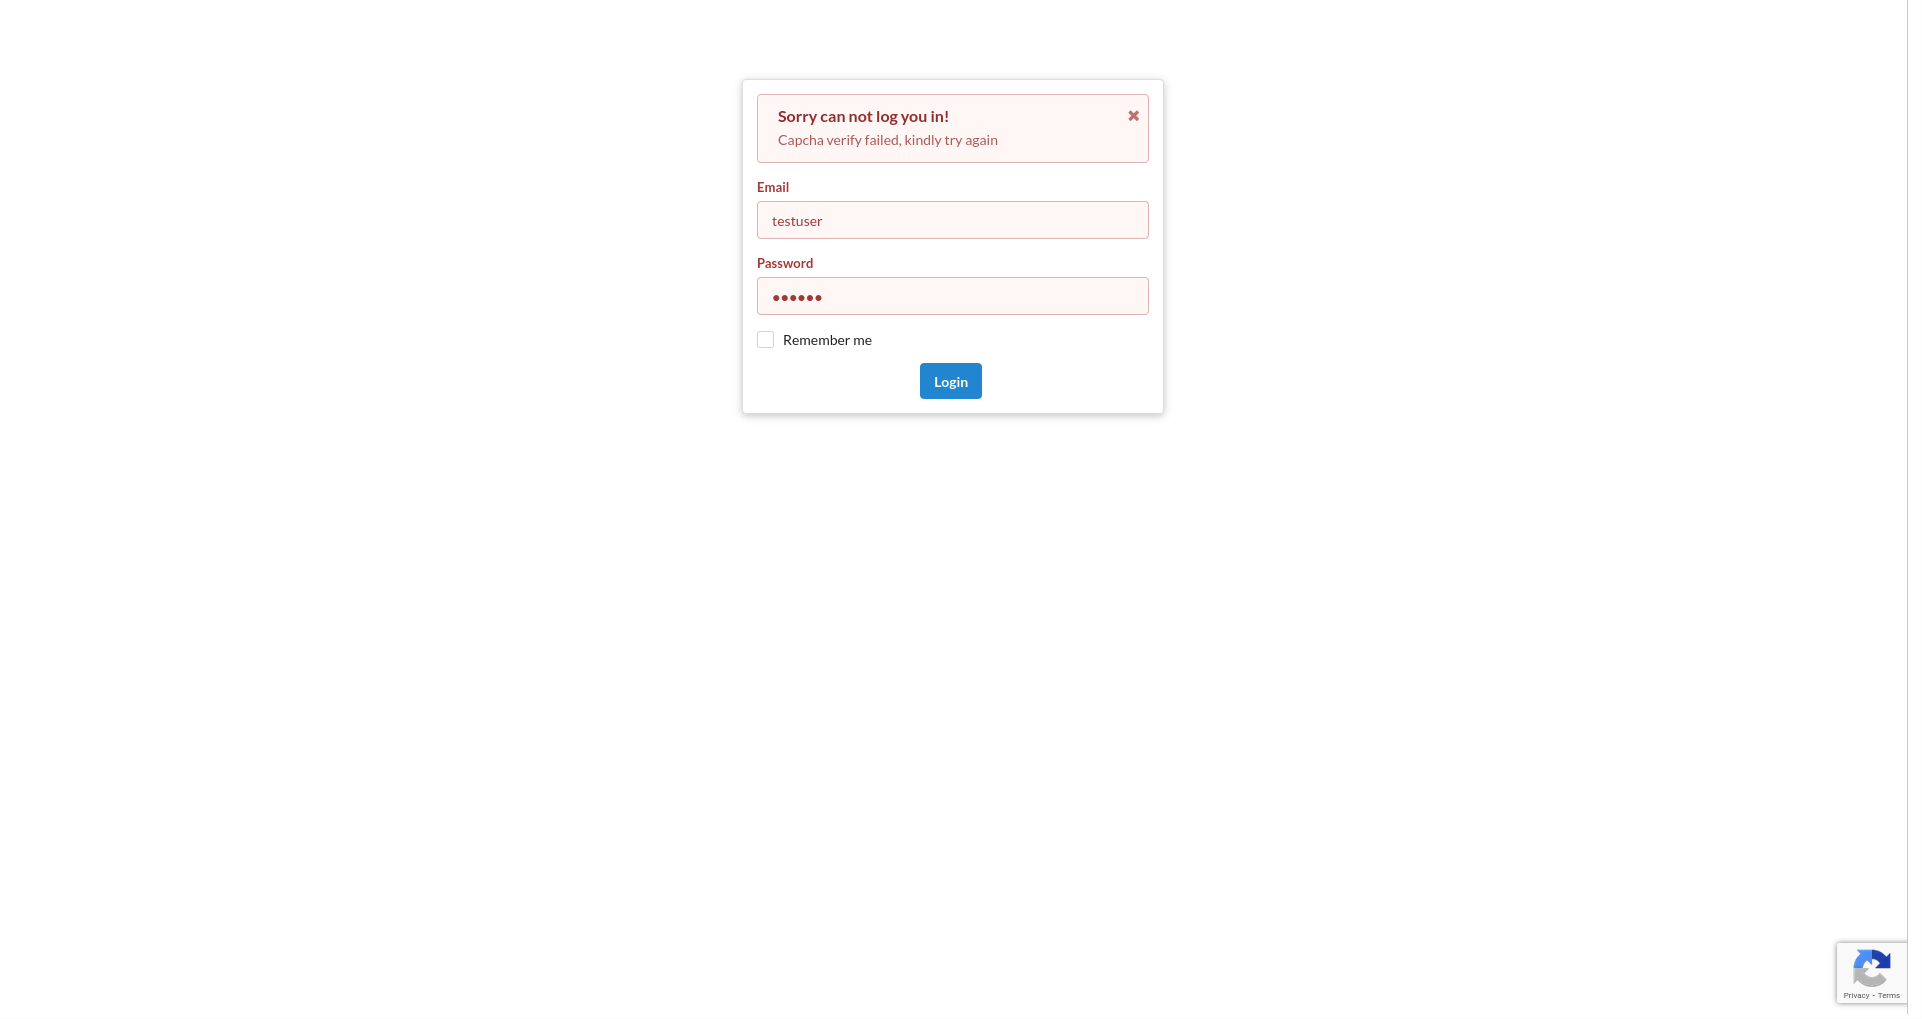 Sorry can not log you in!
Capcha verify failed, kindly try again
Email
testuser
Password
●●●●●●
Remember me
Login
Privacy - Terms